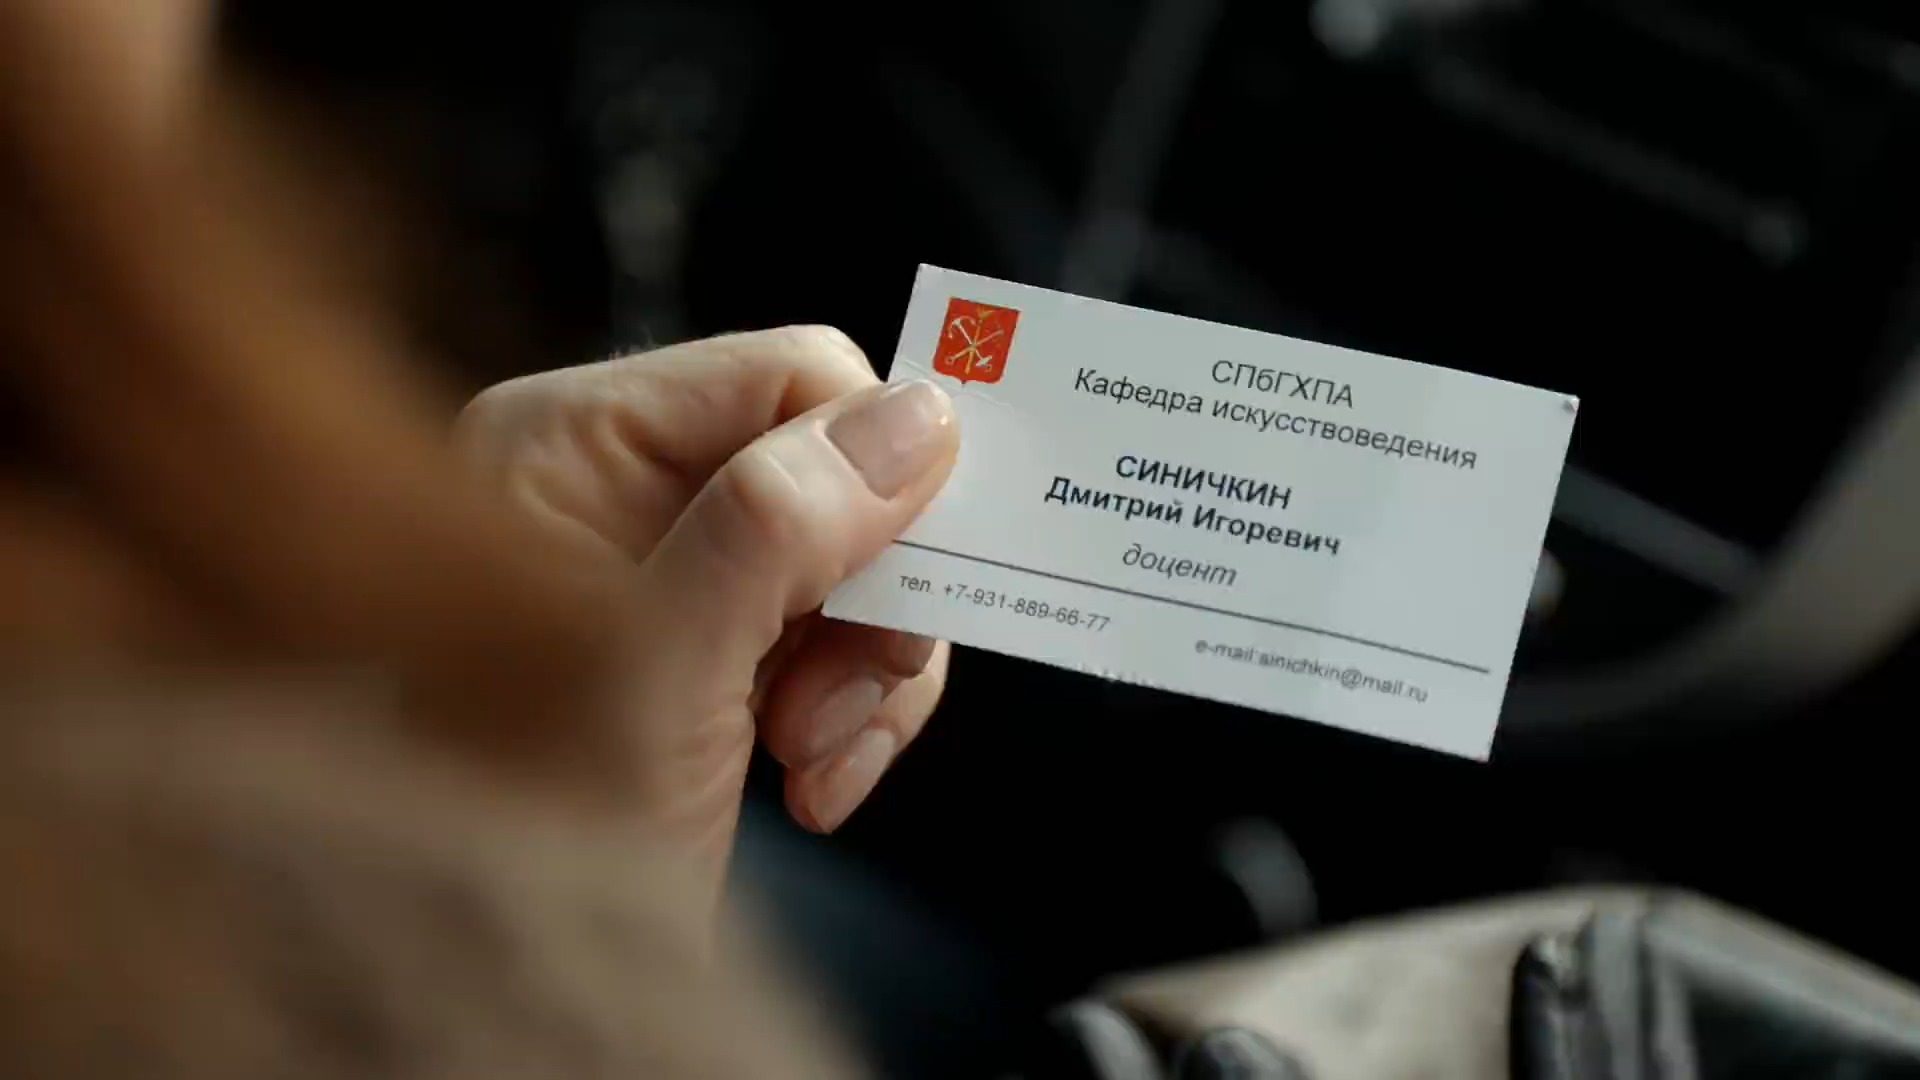 СПбГХПА
Кафедра искусствоведения
СИНИЧКИН
Дмитрий Игоревич
доцент
тел. +7-931-889-66-77
e-mail:sinichkin@mail.ru